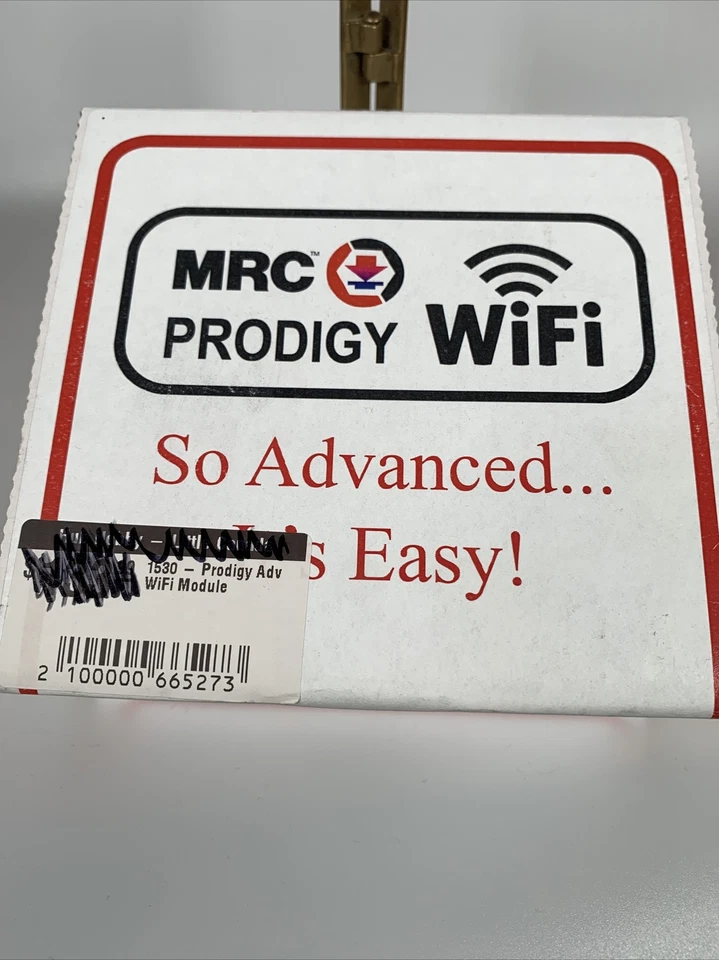 MRC™
PRODIGY WiFi
So Advanced...
s Easy!
1530 – Prodigy Adv
WiFi Module
2 100000 665273